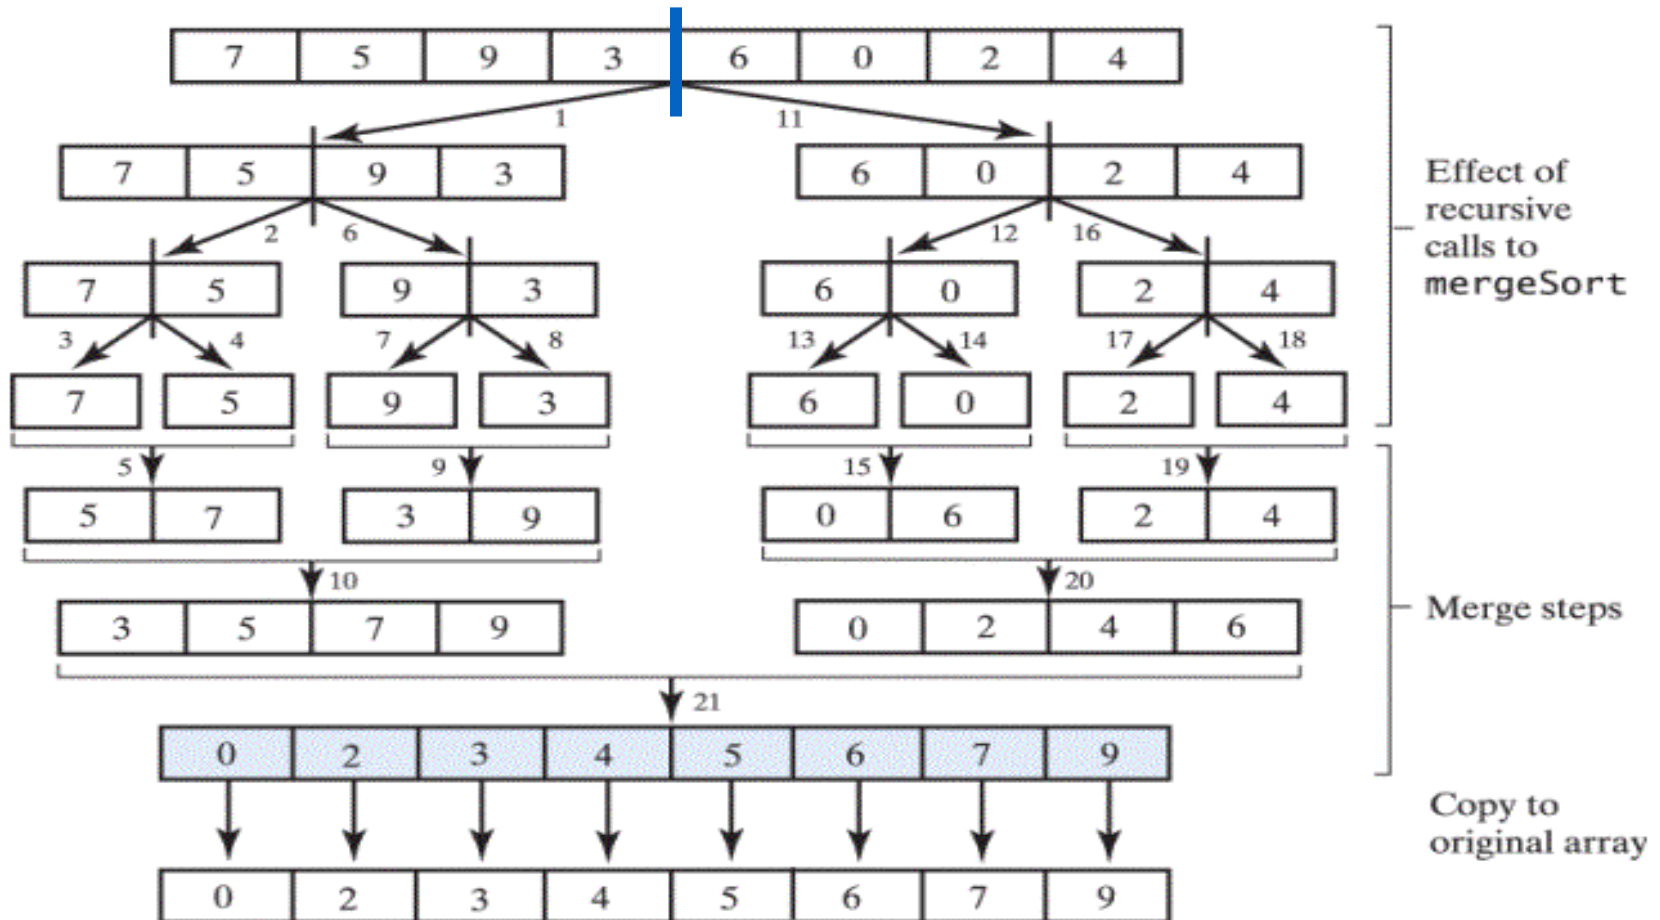 7 5 9 3 6 0 2 4
1 11
7 5 9 3 6 0 2 4
2 6 12 16
7 5 9 3 6 0 2 4
3 4 7 8 13 14 17 18
7 5 9 3 6 0 2 4
5 9 15 19
5 7 3 9 0 6 2 4
10 20
3 5 7 9 0 2 4 6
21
0 2 3 4 5 6 7 9
0 2 3 4 5 6 7 9
Effect of
recursive
calls to
mergeSort
Merge steps
Copy to
original array